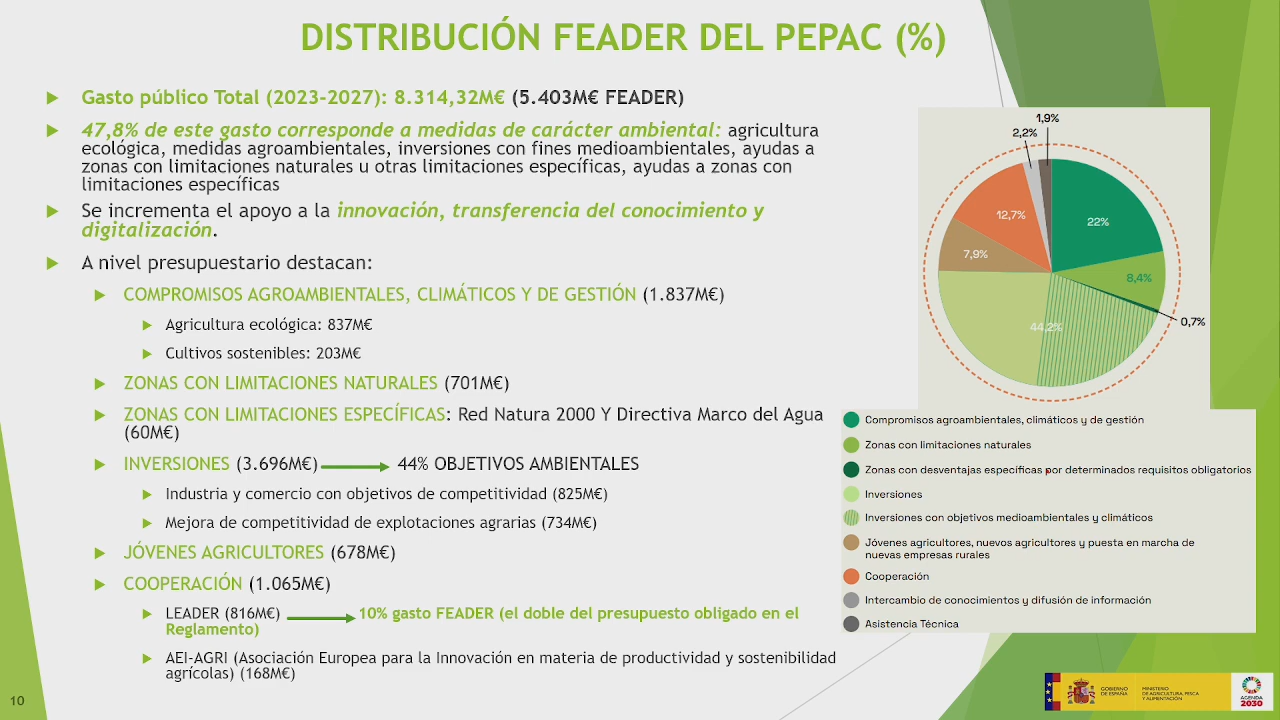 DISTRIBUCIÓN FEADER DEL PEPAC (%)
Gasto público Total (2023-2027): 8.314,32M€ (5.403M€ FEADER)
47,8% de este gasto corresponde a medidas de carácter ambiental: agricultura
ecológica, medidas agroambientales, inversiones con fines medioambientales, ayudas a
zonas con limitaciones naturales u otras limitaciones específicas, ayudas a zonas con
limitaciones específicas
Se incrementa el apoyo a la innovación, transferencia del conocimiento y
digitalización.
A nivel presupuestario destacan:
COMPROMISOS AGROAMBIENTALES, CLIMÁTICOS Y DE GESTIÓN (1.837M€)
Agricultura ecológica: 837M€
Cultivos sostenibles: 203M€
ZONAS CON LIMITACIONES NATURALES (701M€)
ZONAS CON LIMITACIONES ESPECÍFICAS: Red Natura 2000 Y Directiva Marco del Agua
(60M€)
INVERSIONES (3.696M€) 44% OBJETIVOS AMBIENTALES
Industria y comercio con objetivos de competitividad (825M€)
Mejora de competitividad de explotaciones agrarias (734M€)
JÓVENES AGRICULTORES (678M€)
COOPERACIÓN (1.065M€)
LEADER (816M€) 10% gasto FEADER (el doble del presupuesto obligado en el
Reglamento)
AEI-AGRI (Asociación Europea para la Innovación en materia de productividad y sostenibilidad
agrícolas) (168M€)
1,9%
2,2%
12,7%
22%
7,9%
8,4%
44,2%
0,7%
Compromisos agroambientales, climáticos y de gestión
Zonas con limitaciones naturales
Zonas con desventajas específicas por determinados requisitos obligatorios
Inversiones
Inversiones con objetivos medioambientales y climáticos
Jóvenes agricultores, nuevos agricultores y puesta en marcha de
nuevas empresas rurales
Cooperación
Intercambio de conocimientos y difusión de información
Asistencia Técnica
10
GOBIERNO
DE ESPAÑA
MINISTERIO
DE AGRICULTURA, PESCA
Y ALIMENTACIÓN
AGENDA
2030